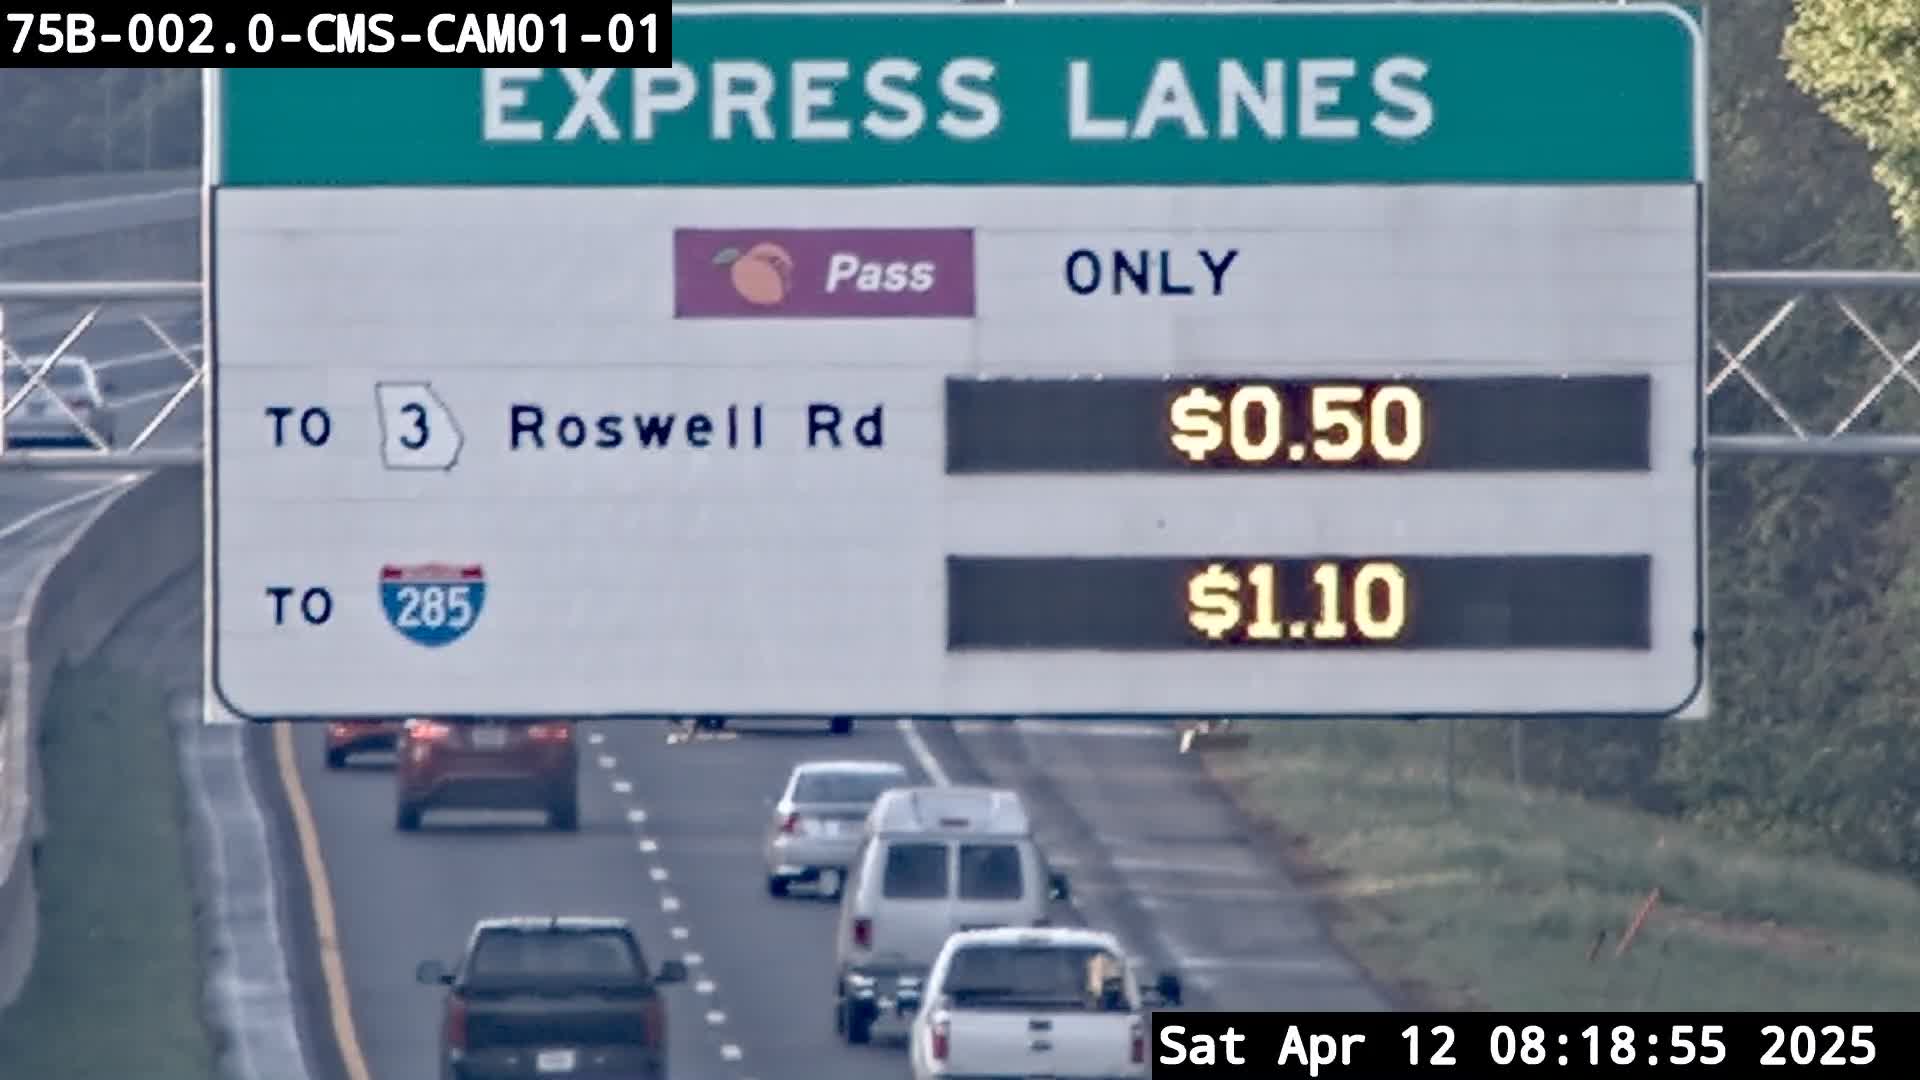 75B-002.0-CMS-CAM01-01
EXPRESS LANES
Pass ONLY
TO 3 Roswell Rd $0.50
TO 285 $1.10
Sat Apr 12 08:18:55 2025